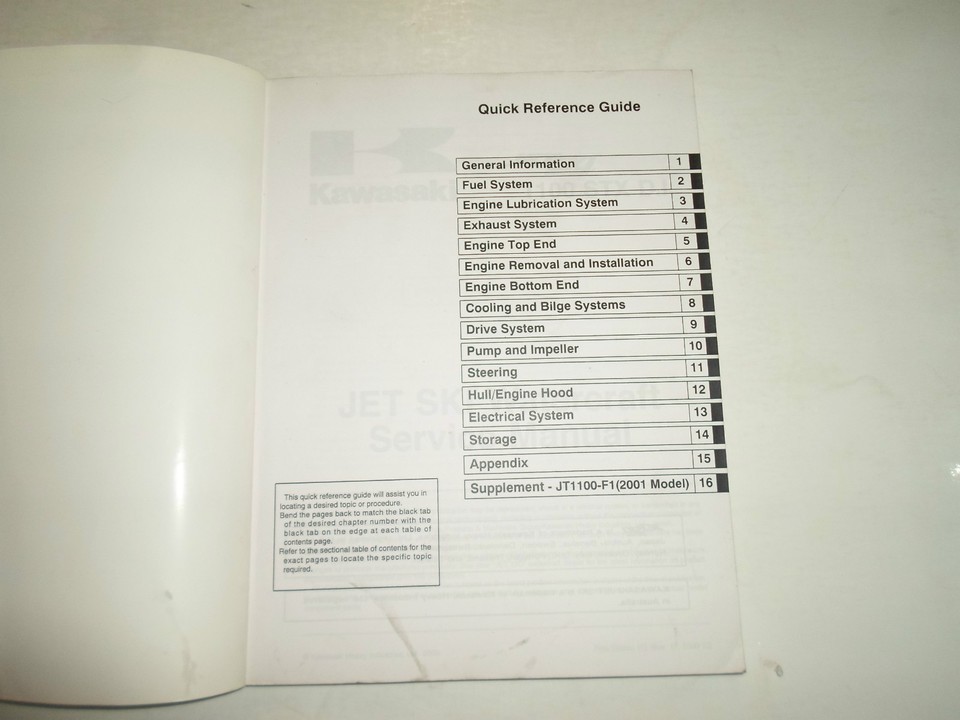 Quick Reference Guide
General Information 1
Fuel System 2
Engine Lubrication System 3
Exhaust System 4
Engine Top End 5
Engine Removal and Installation 6
Engine Bottom End 7
Cooling and Bilge Systems 8
Drive System 9
Pump and Impeller 10
Steering 11
Hull/Engine Hood 12
Electrical System 13
Storage 14
Appendix 15
Supplement - JT1100-F1(2001 Model) 16
This quick reference guide will assist you in
locating a desired topic or procedure.
Bend the pages back to match the black tab
of the desired chapter number with the
black tab on the edge at each table of
contents page.
Refer to the sectional table of contents for the
exact pages to locate the specific topic
required.
Kawasaki
JET SKI
Service Manual